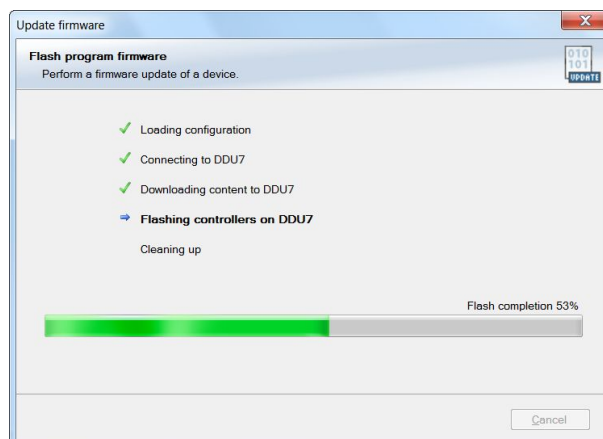 Update firmware
Flash program firmware
Perform a firmware update of a device.
010
101
UPDATE
Loading configuration
Connecting to DDU7
Downloading content to DDU7
Flashing controllers on DDU7
Cleaning up
Flash completion 53%
Cancel